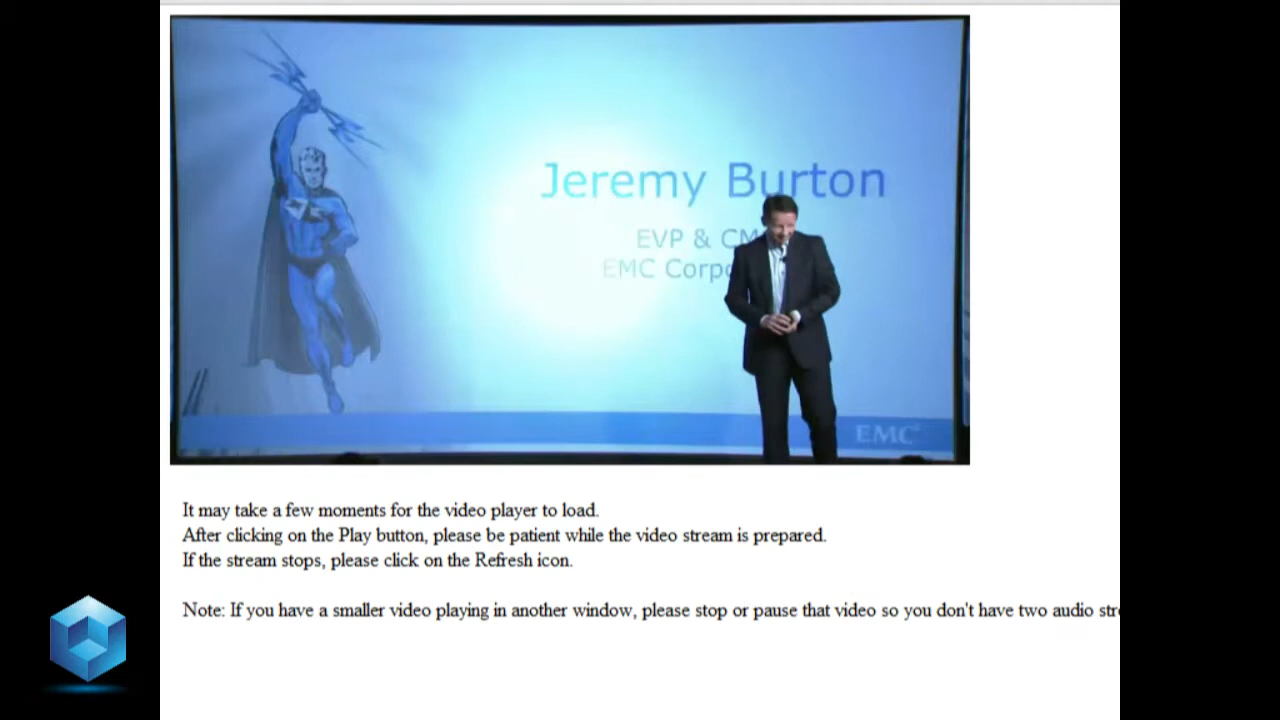 Jeremy Burton
EVP & CM
EMC Corpo
EMC²
It may take a few moments for the video player to load.
After clicking on the Play button, please be patient while the video stream is prepared.
If the stream stops, please click on the Refresh icon.
Note: If you have a smaller video playing in another window, please stop or pause that video so you don't have two audio str